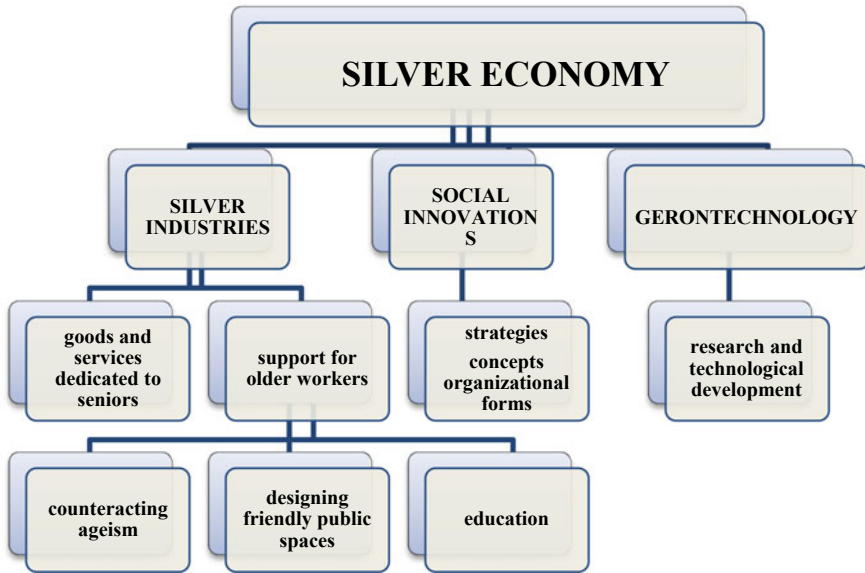 SILVER ECONOMY
SILVER
INDUSTRIES
SOCIAL
INNOVATION
S
GERONTECHNOLOGY
goods and
services
dedicated to
seniors
support for
older workers
strategies
concepts
organizational
forms
research and
technological
development
counteracting
ageism
designing
friendly public
spaces
education